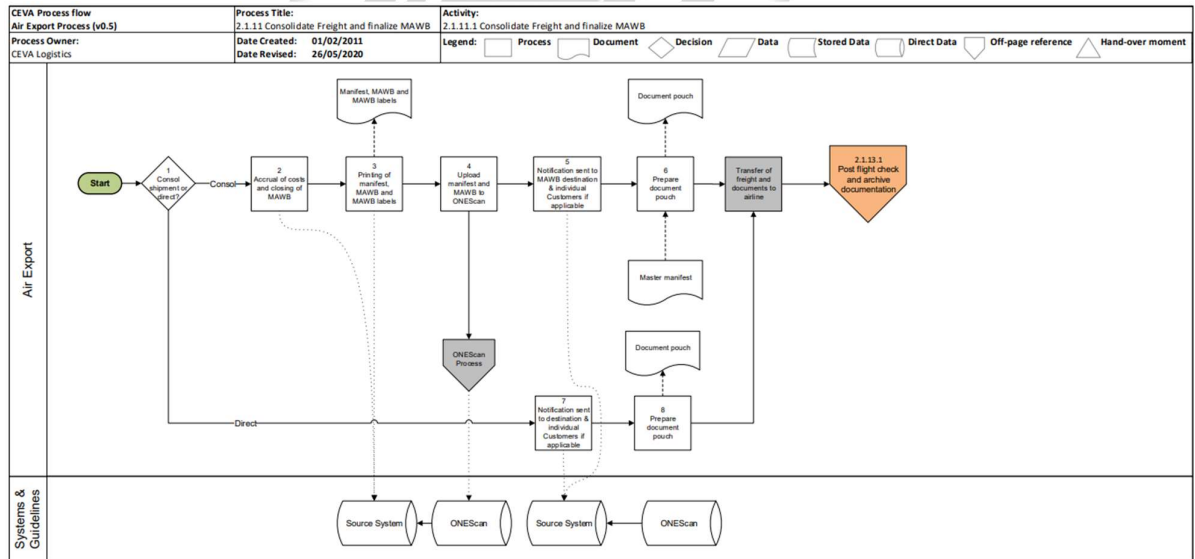 CEVA Process flow
Air Export Process (v0.5)
Process Title:
2.1.11 Consolidate Freight and finalize MAWB
Activity:
2.1.11.1 Consolidate Freight and finalize MAWB
Process Owner:
CEVA Logistics
Date Created: 01/02/2011
Date Revised: 26/05/2020
Legend:
Process
Document
Decision
Data
Stored Data
Direct Data
Off-page reference
Hand-over moment
Air Export
Manifest, MAWB and
MAWB labels
Document pouch
Start
1
Consol
shipment or
direct?
Consol
2
Accrual of costs
and closing of
MAWB
3
Printing of
manifest,
MAWB and
MAWB labels
4
Upload
manifest and
MAWB to
ONEScan
5
Notification sent to
MAWB destination
& individual
Customers if
applicable
6
Prepare
document
pouch
Transfer of
freight and
documents to
airline
2.1.13.1
Post flight check
and archive
documentation
Master manifest
ONEScan
Process
Document pouch
Direct
7
Notification sent
to destination &
individual
Customers if
applicable
8
Prepare
document
pouch
Systems &
Guidelines
Source System
ONEScan
Source System
ONEScan